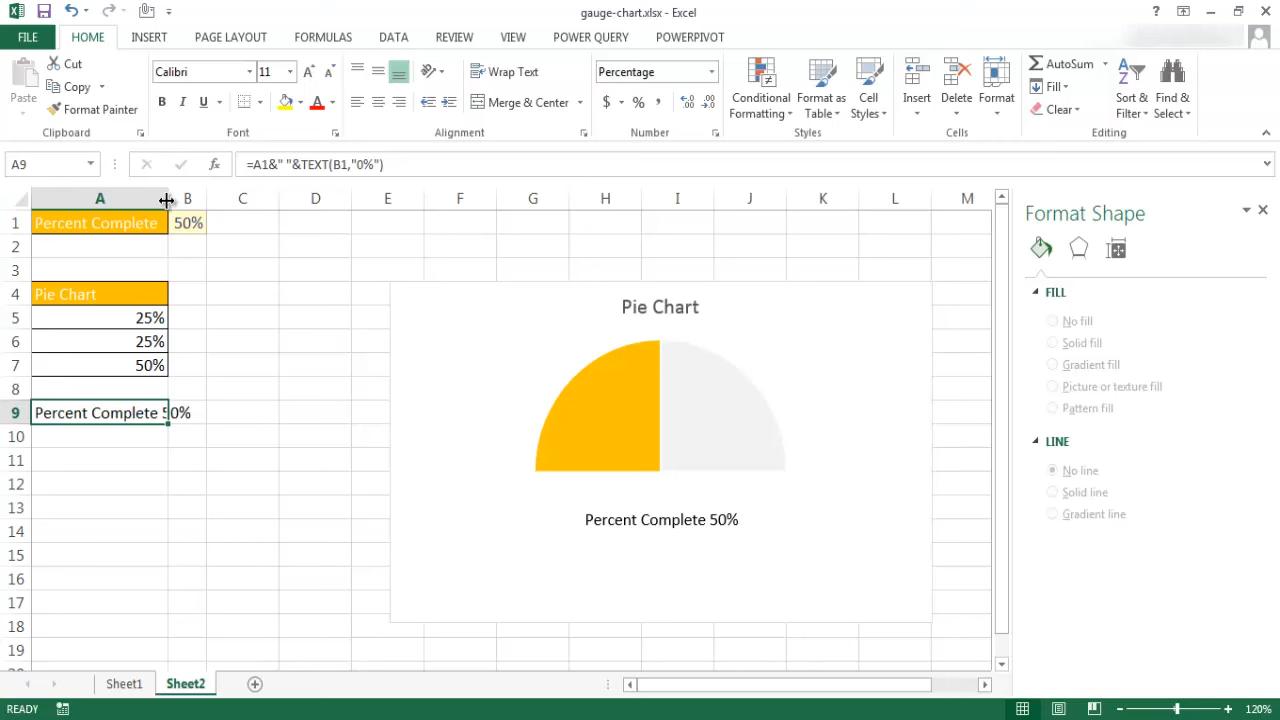 gauge-chart.xlsx - Excel
FILE HOME INSERT PAGE LAYOUT FORMULAS DATA REVIEW VIEW POWER QUERY POWERPIVOT
Paste
Cut
Copy
Format Painter
Clipboard
Calibri 11
B I U
Font
Wrap Text
Merge & Center
Alignment
Percentage
$ % ,
Number
Conditional Formatting
Format as Table
Cell Styles
Styles
Insert Delete Format
Cells
AutoSum
Fill
Clear
Sort & Filter
Find & Select
Editing
A9
fx
=A1&" "&TEXT(B1,"0%")
A B C D E F G H I J K L M
1 Percent Complete 50%
2
3
4 Pie Chart
5 25%
6 25%
7 50%
8
9 Percent Complete 50%
10
11
12
13
14
15
16
17
18
19
Pie Chart
Percent Complete 50%
Format Shape
FILL
No fill
Solid fill
Gradient fill
Picture or texture fill
Pattern fill
LINE
No line
Solid line
Gradient line
Sheet1 Sheet2
READY
120%